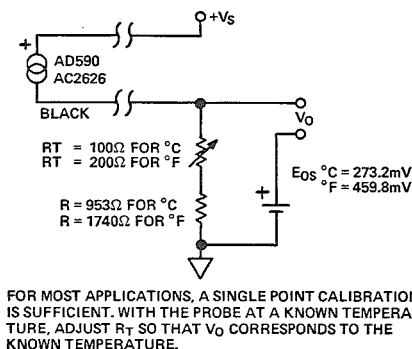 +VS
+
AD590
AC2626
BLACK
VO
RT = 100Ω FOR °C
RT = 200Ω FOR °F
EOS °C = 273.2mV
°F = 459.8mV
+
R = 953Ω FOR °C
R = 1740Ω FOR °F
FOR MOST APPLICATIONS, A SINGLE POINT CALIBRATION
IS SUFFICIENT. WITH THE PROBE AT A KNOWN TEMPERA-
TURE, ADJUST RT SO THAT VO CORRESPONDS TO THE
KNOWN TEMPERATURE.